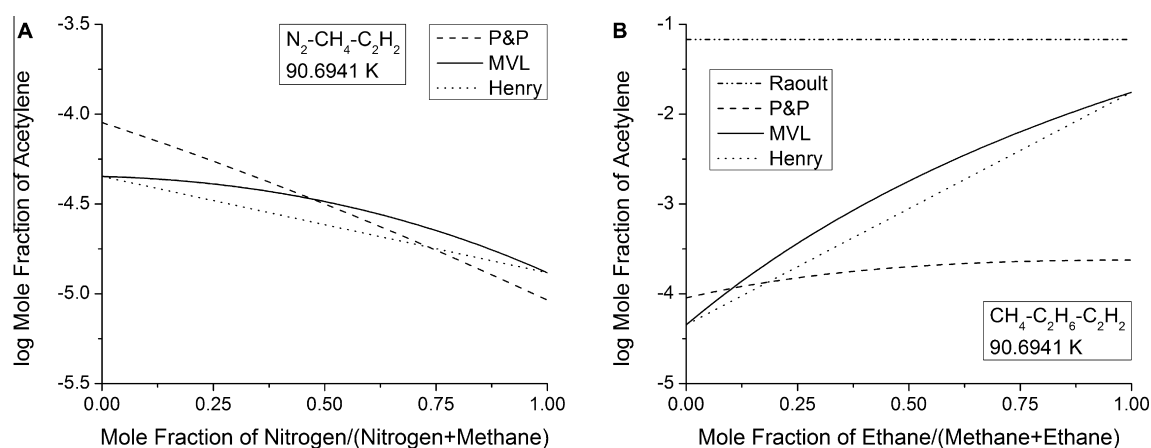 A
N2-CH4-C2H2
90.6941 K
P&P
MVL
Henry
log Mole Fraction of Acetylene
-3.5
-4.0
-4.5
-5.0
-5.5
0.00
0.25
0.50
0.75
1.00
Mole Fraction of Nitrogen/(Nitrogen+Methane)
B
Raoult
P&P
MVL
Henry
CH4-C2H6-C2H2
90.6941 K
log Mole Fraction of Acetylene
-1
-2
-3
-4
-5
0.00
0.25
0.50
0.75
1.00
Mole Fraction of Ethane/(Methane+Ethane)